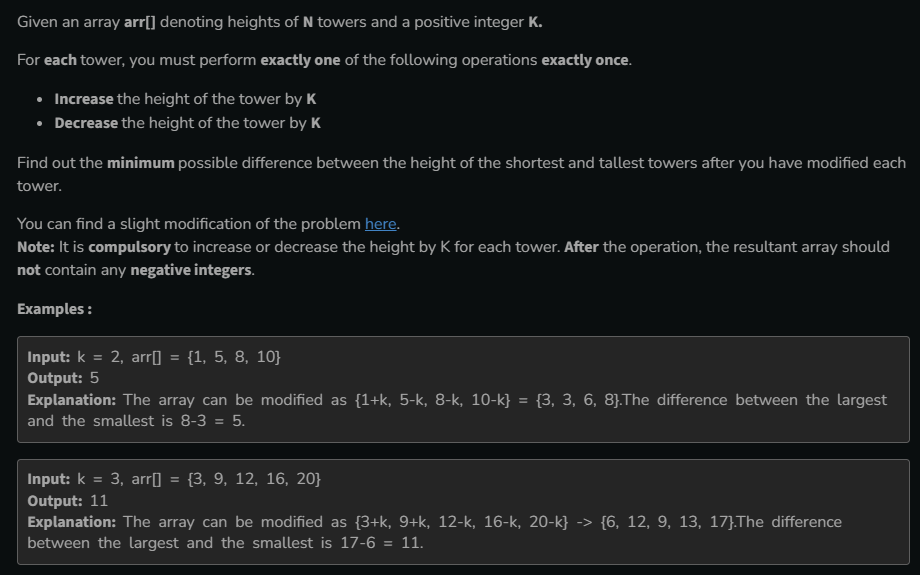 Given an array arr[] denoting heights of N towers and a positive integer K.
For each tower, you must perform exactly one of the following operations exactly once.
• Increase the height of the tower by K
• Decrease the height of the tower by K
Find out the minimum possible difference between the height of the shortest and tallest towers after you have modified each
tower.
You can find a slight modification of the problem here.
Note: It is compulsory to increase or decrease the height by K for each tower. After the operation, the resultant array should
not contain any negative integers.
Examples :
Input: k = 2, arr[] = {1, 5, 8, 10}
Output: 5
Explanation: The array can be modified as {1+k, 5-k, 8-k, 10-k} = {3, 3, 6, 8}.The difference between the largest
and the smallest is 8-3 = 5.
Input: k = 3, arr[] = {3, 9, 12, 16, 20}
Output: 11
Explanation: The array can be modified as {3+k, 9+k, 12-k, 16-k, 20-k} -> {6, 12, 9, 13, 17}.The difference
between the largest and the smallest is 17-6 = 11.